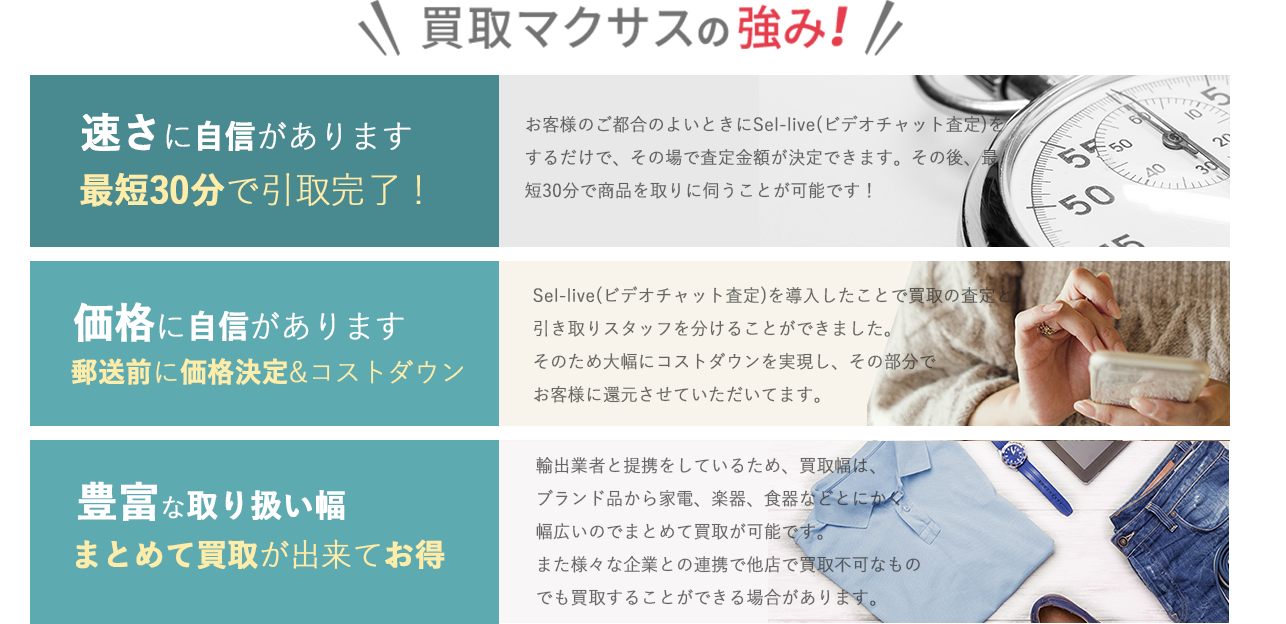 買取マクサスの強み!
速さに自信があります
最短30分で引取完了！
お客様のご都合のよいときにSel-live(ビデオチャット査定)を
するだけで、その場で査定金額が決定できます。その後、最
短30分で商品を取りに伺うことが可能です！
60
10
50
20
40
30
55
50
5
価格に自信があります
郵送前に価格決定&コストダウン
Sel-live(ビデオチャット査定)を導入したことで買取の査定と
引き取りスタッフを分けることができました。
そのため大幅にコストダウンを実現し、その部分で
お客様に還元させていただいてます。
豊富な取り扱い幅
まとめて買取が出来てお得
輸出業者と提携をしているため、買取幅は、
ブランド品から家電、楽器、食器などとにかく
幅広いのでまとめて買取が可能です。
また様々な企業との連携で他店で買取不可なもの
でも買取することができる場合があります。